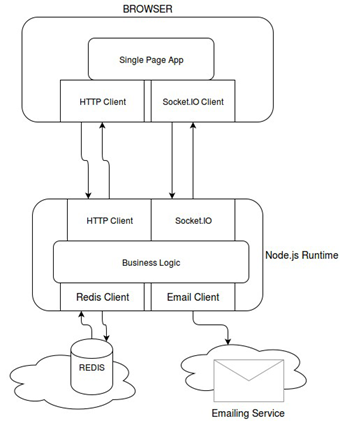 BROWSER
Single Page App
HTTP Client
Socket.IO Client
HTTP Client
Socket.IO
Node.js Runtime
Business Logic
Redis Client
Email Client
REDIS
Emailing Service